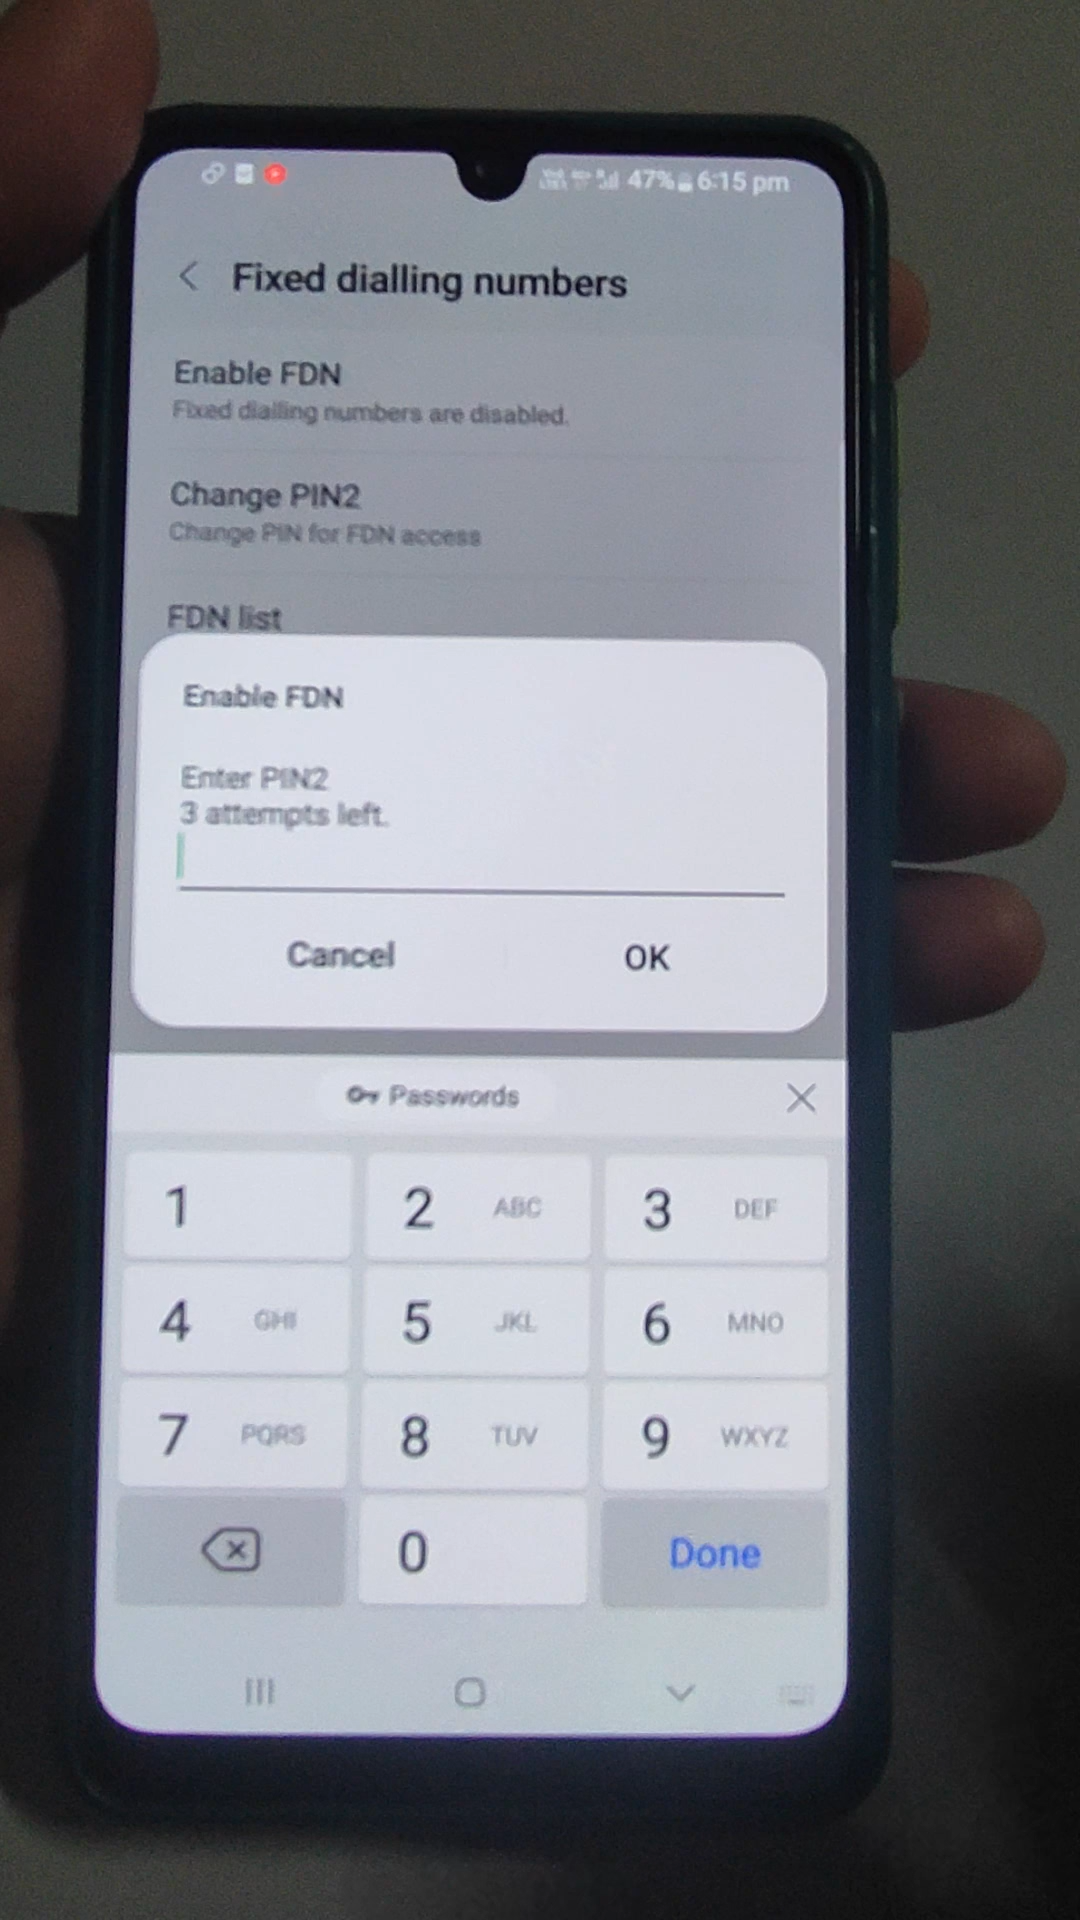 47% 6:15 pm
Fixed dialling numbers
Enable FDN
Fixed dialling numbers are disabled.
Change PIN2
Change PIN for FDN access
FDN list
Enable FDN
Enter PIN2
3 attempts left.
Cancel OK
Passwords
1 2 ABC 3 DEF
4 GHI 5 JKL 6 MNO
7 PQRS 8 TUV 9 WXYZ
0 Done